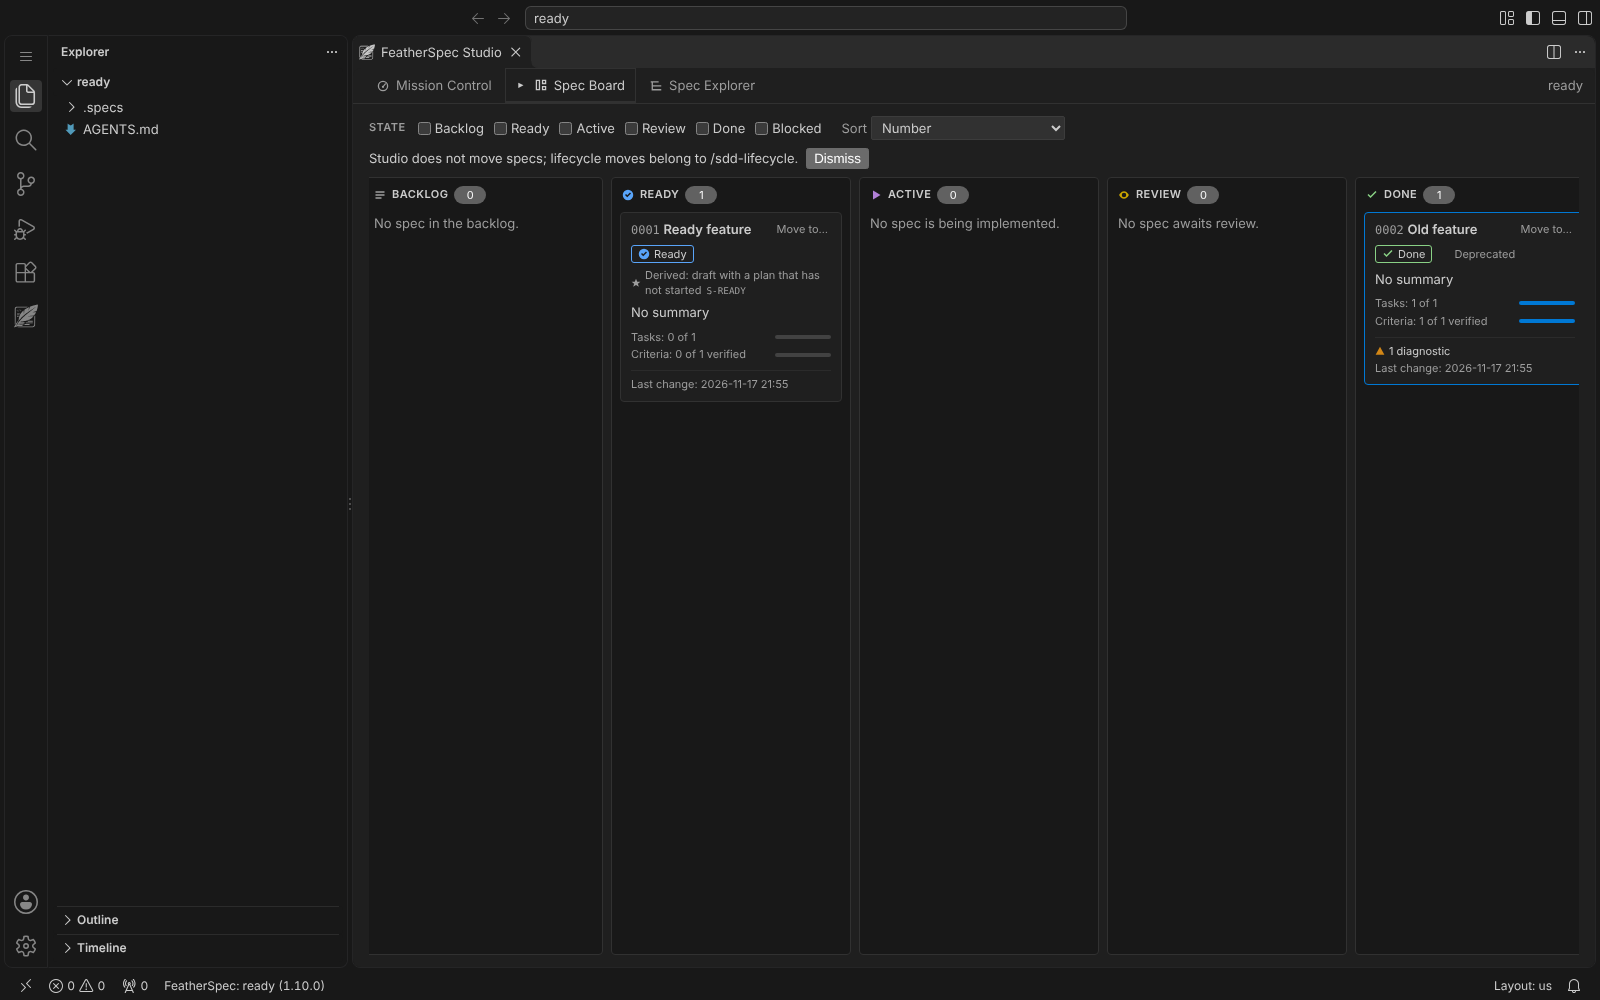 ready
Explorer
ready
.specs
AGENTS.md
Outline
Timeline
FeatherSpec Studio
Mission Control
Spec Board
Spec Explorer
ready
STATE Backlog Ready Active Review Done Blocked Sort Number
Studio does not move specs; lifecycle moves belong to /sdd-lifecycle. Dismiss
BACKLOG 0
No spec in the backlog.
READY 1
0001 Ready feature Move to...
Ready
Derived: draft with a plan that has
not started S-READY
No summary
Tasks: 0 of 1
Criteria: 0 of 1 verified
Last change: 2026-11-17 21:55
ACTIVE 0
No spec is being implemented.
REVIEW 0
No spec awaits review.
DONE 1
0002 Old feature Move to...
Done Deprecated
No summary
Tasks: 1 of 1
Criteria: 1 of 1 verified
1 diagnostic
Last change: 2026-11-17 21:55
0 0 0 FeatherSpec: ready (1.10.0)
Layout: us